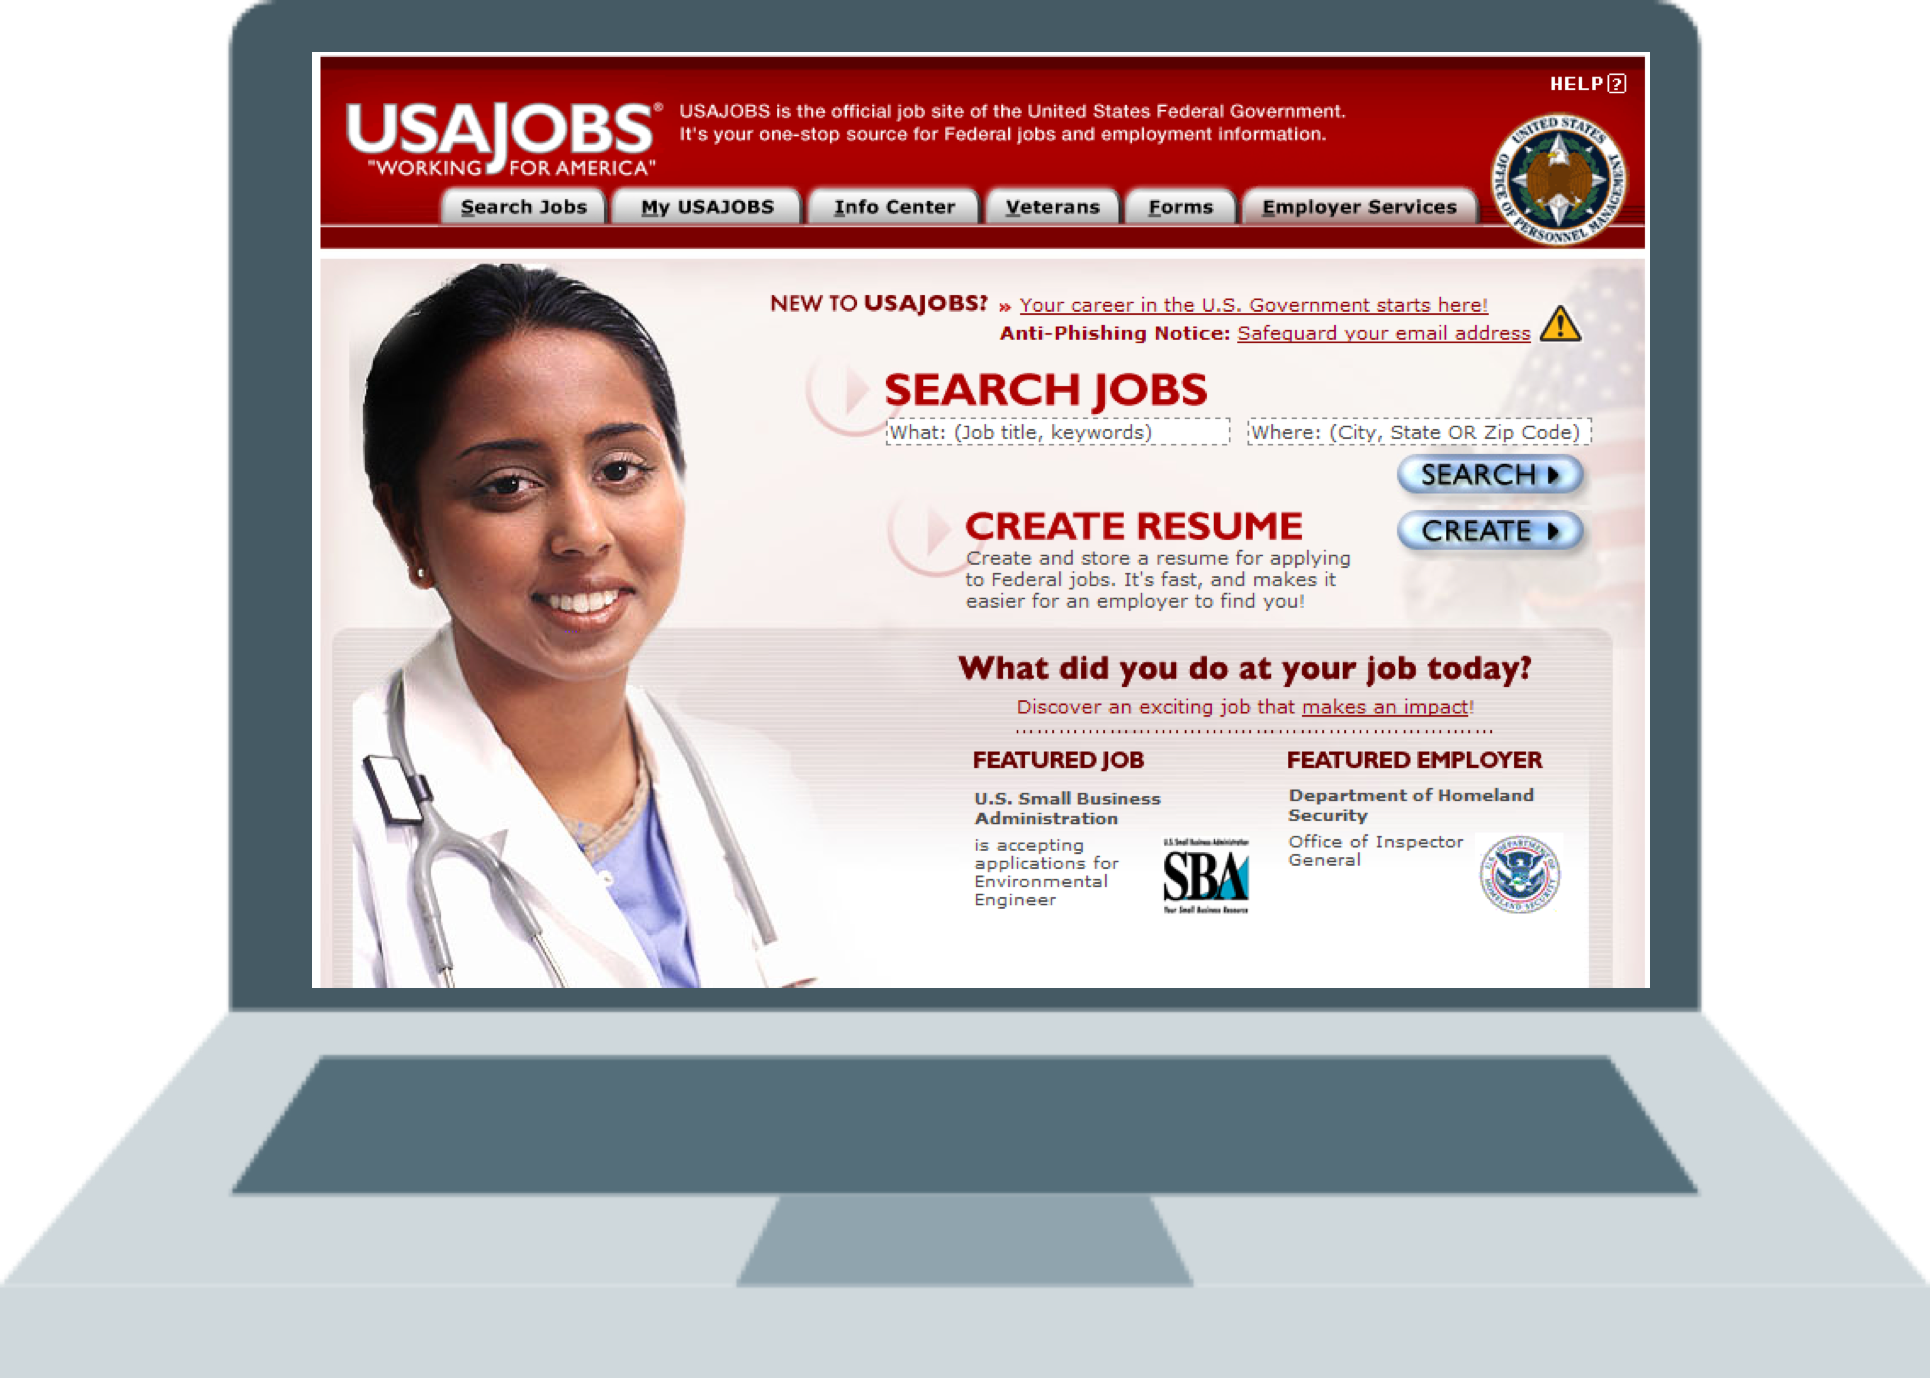 HELP ?
USAJOBS®
"WORKING FOR AMERICA"
USAJOBS is the official job site of the United States Federal Government.
It's your one-stop source for Federal jobs and employment information.
UNITED STATES
OFFICE OF PERSONNEL MANAGEMENT
Search Jobs
My USAJOBS
Info Center
Veterans
Forms
Employer Services
NEW TO USAJOBS? » Your career in the U.S. Government starts here!
Anti-Phishing Notice: Safeguard your email address
SEARCH JOBS
What: (Job title, keywords)
Where: (City, State OR Zip Code)
SEARCH
CREATE RESUME
CREATE
Create and store a resume for applying
to Federal jobs. It's fast, and makes it
easier for an employer to find you!
What did you do at your job today?
Discover an exciting job that makes an impact!
FEATURED JOB
U.S. Small Business
Administration
is accepting
applications for
Environmental
Engineer
U.S. Small Business Administration
SBA
Your Small Business Resource
FEATURED EMPLOYER
Department of Homeland
Security
Office of Inspector
General
U.S. DEPARTMENT OF
HOMELAND SECURITY